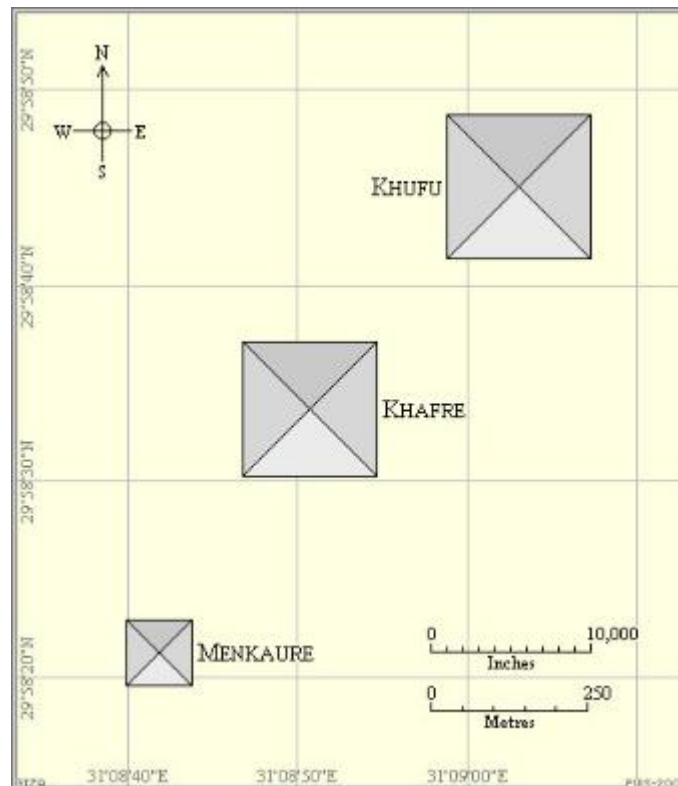 N
29°58'50"N
W E
S
KHUFU
29°58'40"N
KHAFRE
29°58'30"N
0 10,000
Inches
MENKAURE
29°58'20"N
0 250
Metres
31°08'40"E 31°08'50"E 31°09'00"E